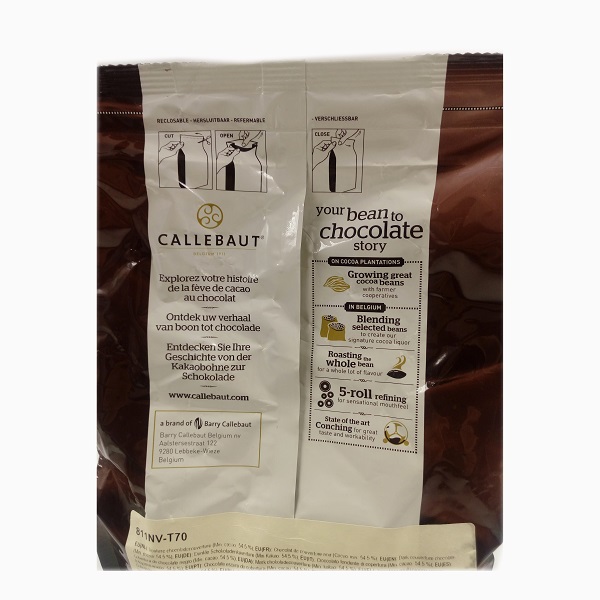 RECLOSABLE - HERSLUITBAAR - REFERMABLE
- VERSCHLIESSBAR
CUT
OPEN
CLOSE
CALLEBAUT®
Explorez votre histoire
de la fève de cacao
au chocolat
Ontdek uw verhaal
van boon tot chocolade
Entdecken Sie Ihre
Geschichte von der
Kakaobohne zur
Schokolade
www.callebaut.com
a brand of Barry Callebaut
Barry Callebaut Belgium nv
Aalstersestraat 122
9280 Lebbeke-Wieze
Belgium
your bean to
chocolate
story
ON COCOA PLANTATIONS
Growing great
cocoa beans
with farmer
cooperatives
IN BELGIUM
Blending
selected beans
to create our
signature cocoa liquor
Roasting the
whole bean
for a whole lot of flavour
5-roll refining
for sensational mouthfeel
State of the art
Conching for great
taste and workability
811NV-T70